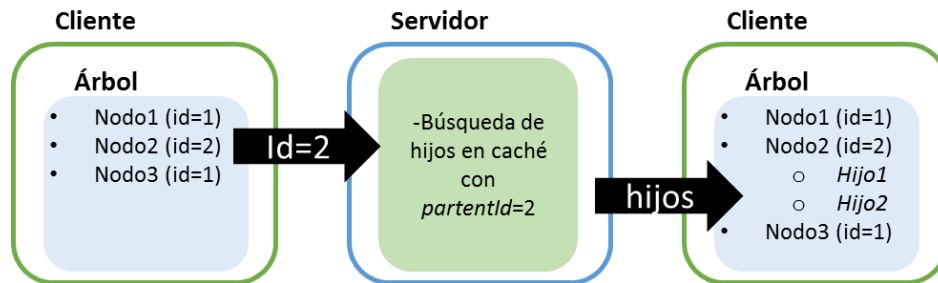 Cliente
Árbol
• Nodo1 (id=1)
• Nodo2 (id=2)
• Nodo3 (id=1)
Id=2
Servidor
-Búsqueda de
hijos en caché
con
partentId=2
hijos
Cliente
Árbol
• Nodo1 (id=1)
• Nodo2 (id=2)
o Hijo1
o Hijo2
• Nodo3 (id=1)